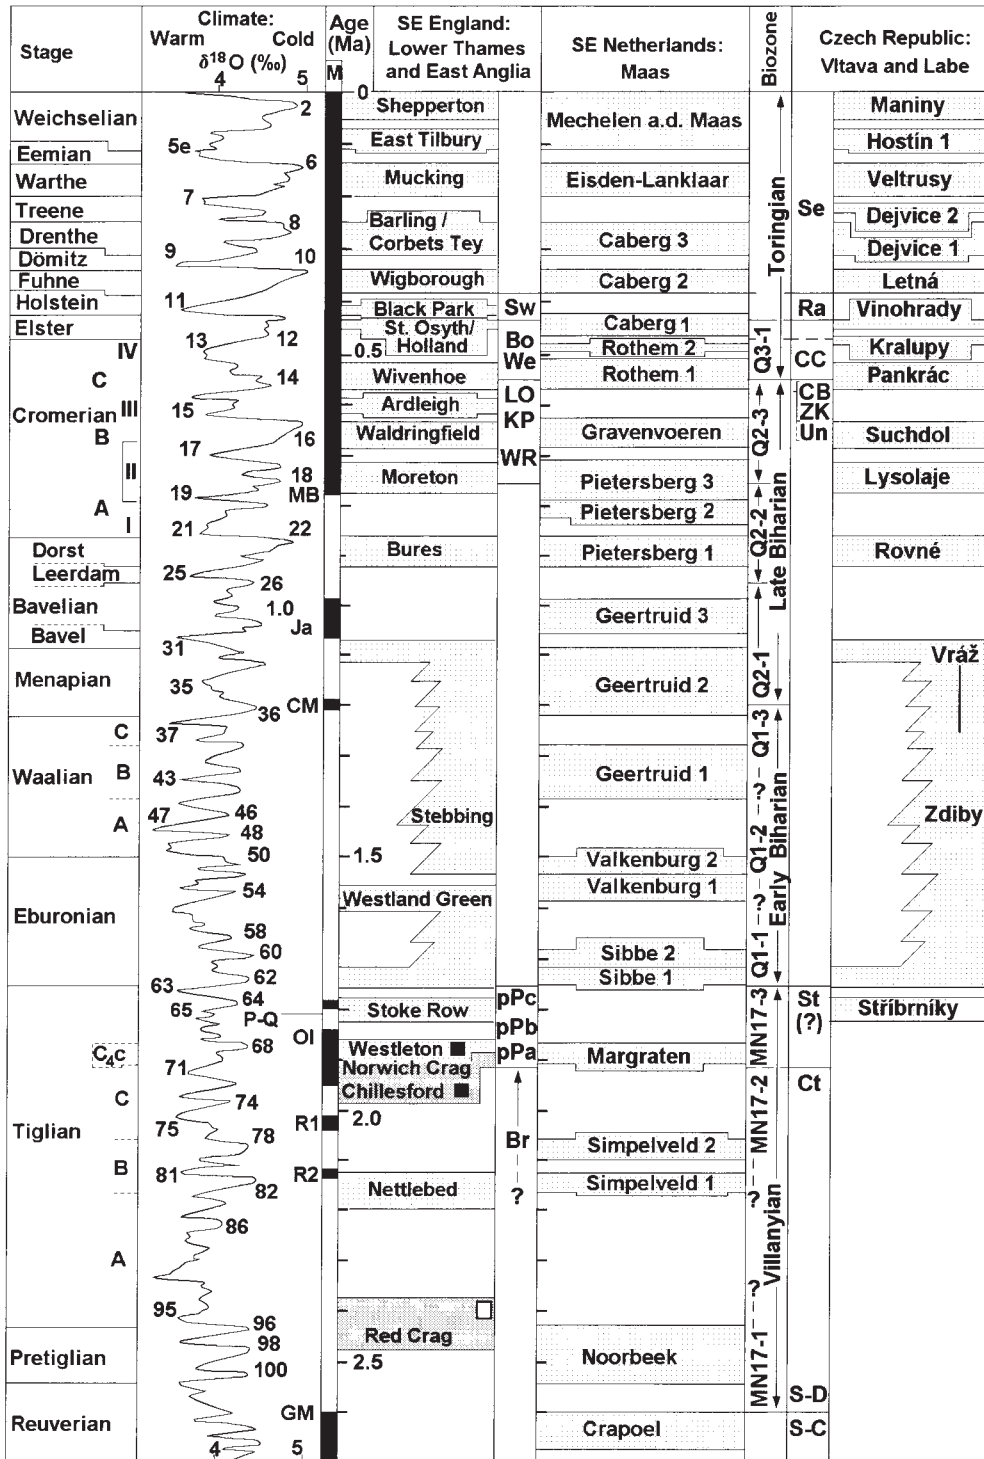 Stage
Climate:
Warm Cold
δ18O (‰)
4 5
Age
(Ma)
M
SE England:
Lower Thames
and East Anglia
SE Netherlands:
Maas
Biozone
Czech Republic:
Vltava and Labe
Weichselian
Eemian
Warthe
Treene
Drenthe
Dömitz
Fuhne
Holstein
Elster
IV
C
Cromerian III
B
II
A
I
Dorst
Leerdam
Bavelian
Bavel
Menapian
C
Waalian B
A
Eburonian
C4c
C
Tiglian
B
A
Pretiglian
Reuverian
2
5e
6
7
8
9
10
11
12
13
14
15
16
17
18
19
MB
21
22
25
26
1.0
Ja
31
35
36
CM
37
43
46
47
48
50
54
58
60
62
63
64
65
P-Q
Ol
68
71
74
75
R1
78
81
R2
82
86
95
96
98
100
GM
4 5
0
0.5
1.5
2.0
2.5
Shepperton
East Tilbury
Mucking
Barling /
Corbets Tey
Wigborough
Black Park
St. Osyth/
Holland
Wivenhoe
Ardleigh
Waldringfield
Moreton
Bures
Stebbing
Westland Green
Stoke Row
Westleton
Norwich Crag
Chillesford
Nettlebed
Red Crag
Sw
Bo
We
LO
KP
WR
pPc
pPb
pPa
Br
?
Mechelen a.d. Maas
Eisden-Lanklaar
Caberg 3
Caberg 2
Caberg 1
Rothem 2
Rothem 1
Gravenvoeren
Pietersberg 3
Pietersberg 2
Pietersberg 1
Geertruid 3
Geertruid 2
Geertruid 1
Valkenburg 2
Valkenburg 1
Sibbe 2
Sibbe 1
Margraten
Simpelveld 2
Simpelveld 1
Noorbeek
Crapoel
Toringian
Q3-1
Late Biharian
Q2-3
Q2-2
Q2-1
Early Biharian
Q1-3
?
Q1-2
?
Q1-1
Villanyian
MN17-3
MN17-2
?
?
MN17-1
Se
Ra
CC
CB
ZK
Un
St
(?)
Ct
S-D
S-C
Maniny
Hostín 1
Veltrusy
Dejvice 2
Dejvice 1
Letná
Vinohrady
Kralupy
Pankrác
Suchdol
Lysolaje
Rovné
Vráž
Zdiby
Stříbrníky